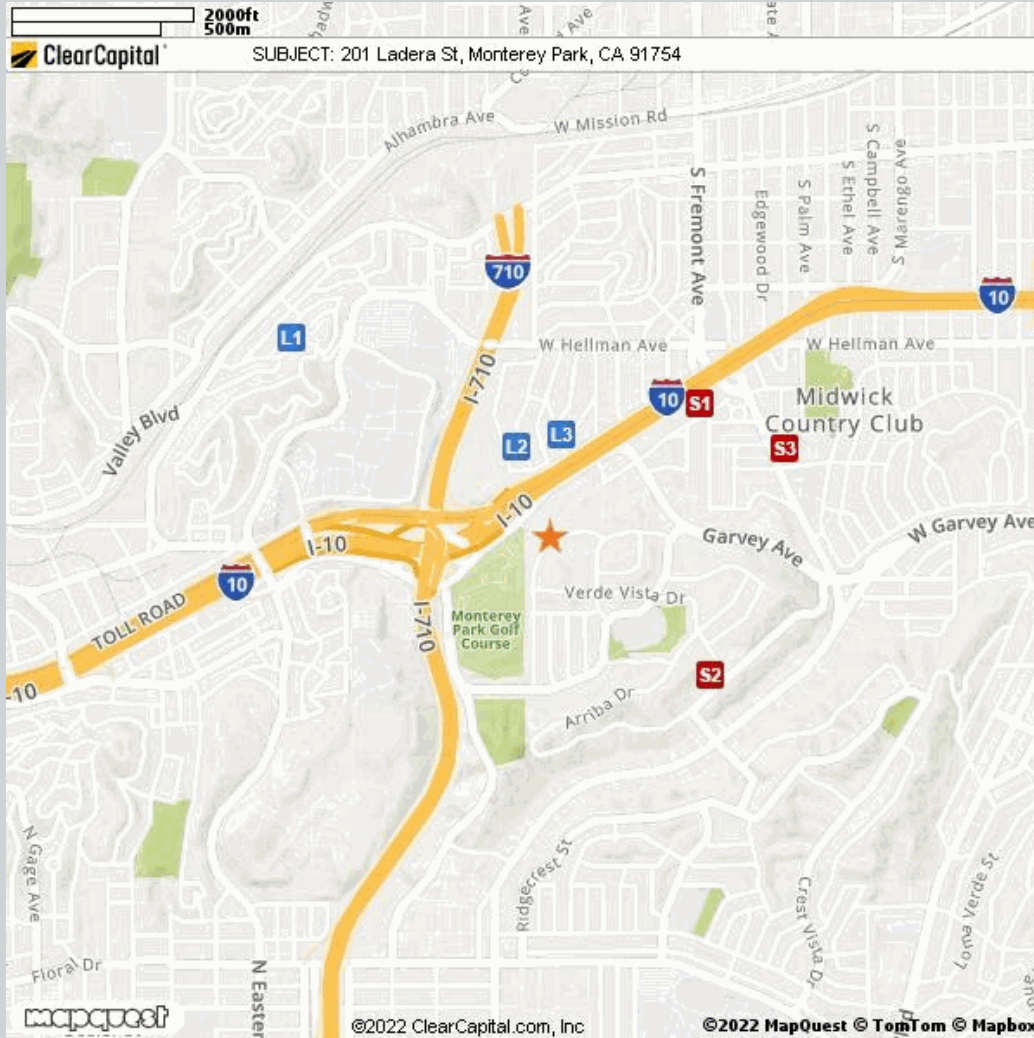 2000ft
500m
ClearCapital
SUBJECT: 201 Ladera St, Monterey Park, CA 91754
Ave
Alhambra Ave
W Mission Rd
S Fremont Ave
Edgewood Dr
S Palm Ave
S Ethel Ave
S Campbell Ave
S Marengo Ave
710
10
L1
W Hellman Ave
W Hellman Ave
I-710
10
S1
Midwick
Country Club
Valley Blvd
L2
L3
S3
I-10
I-10
Garvey Ave
W Garvey Ave
10
TOLL ROAD
I-710
Verde Vista Dr
Monterey
Park Golf
Course
-10
S2
Arriba Dr
N Gage Ave
Ridgecrest St
Crest Vista Dr
Lowe Verde St
Floral Dr
N Easter
mapquest
©2022 ClearCapital.com, Inc
©2022 MapQuest © TomTom © Mapbox